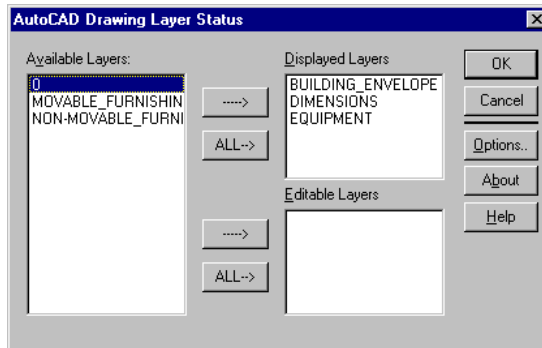 AutoCAD Drawing Layer Status
Available Layers:
0
MOVABLE_FURNISHIN
NON-MOVABLE_FURNI
----->
ALL-->
----->
ALL-->
Displayed Layers
BUILDING_ENVELOPE
DIMENSIONS
EQUIPMENT
Editable Layers
OK
Cancel
Options..
About
Help